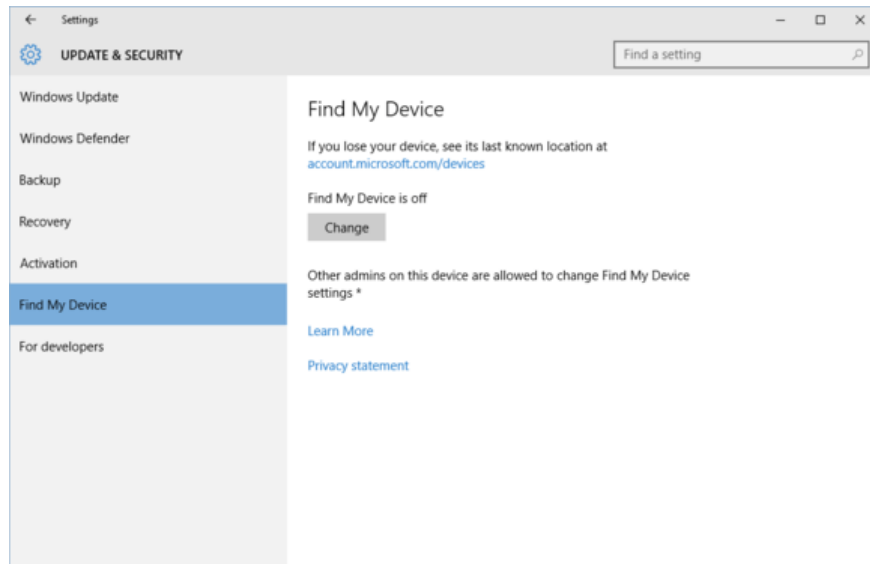 Settings
UPDATE & SECURITY
Find a setting
Windows Update
Windows Defender
Backup
Recovery
Activation
Find My Device
For developers
Find My Device
If you lose your device, see its last known location at
account.microsoft.com/devices
Find My Device is off
Change
Other admins on this device are allowed to change Find My Device
settings *
Learn More
Privacy statement